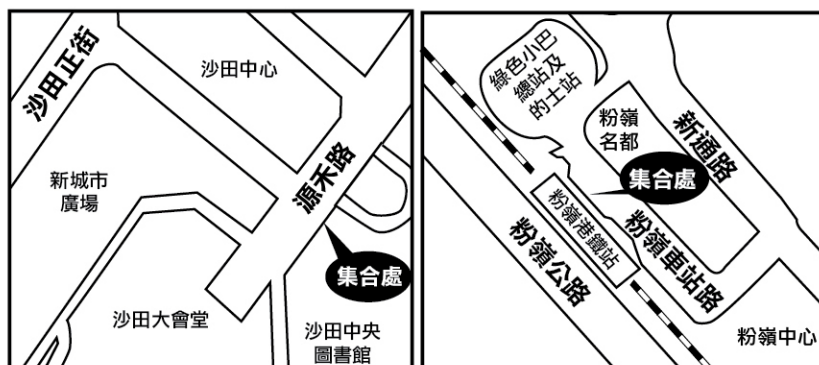 沙田正街
沙田中心
新城市
廣場
源禾路
集合處
沙田大會堂
沙田中央
圖書館
綠色小巴
總站及
的士站
粉嶺
名都
新通路
集合處
粉嶺港鐵站
粉嶺車站路
粉嶺公路
粉嶺中心